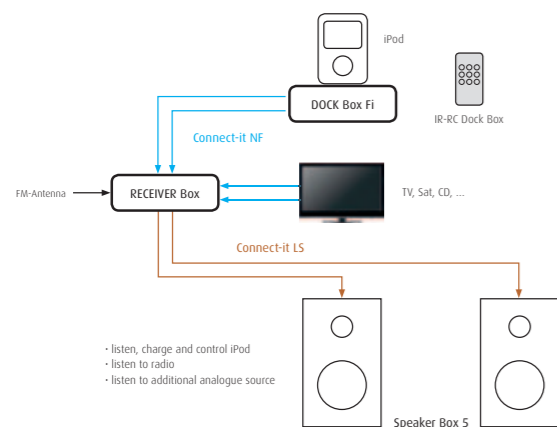 iPod
DOCK Box Fi
IR-RC Dock Box
Connect-it NF
FM-Antenna
RECEIVER Box
TV, Sat, CD, ...
Connect-it LS
· listen, charge and control iPod
· listen to radio
· listen to additional analogue source
Speaker Box 5